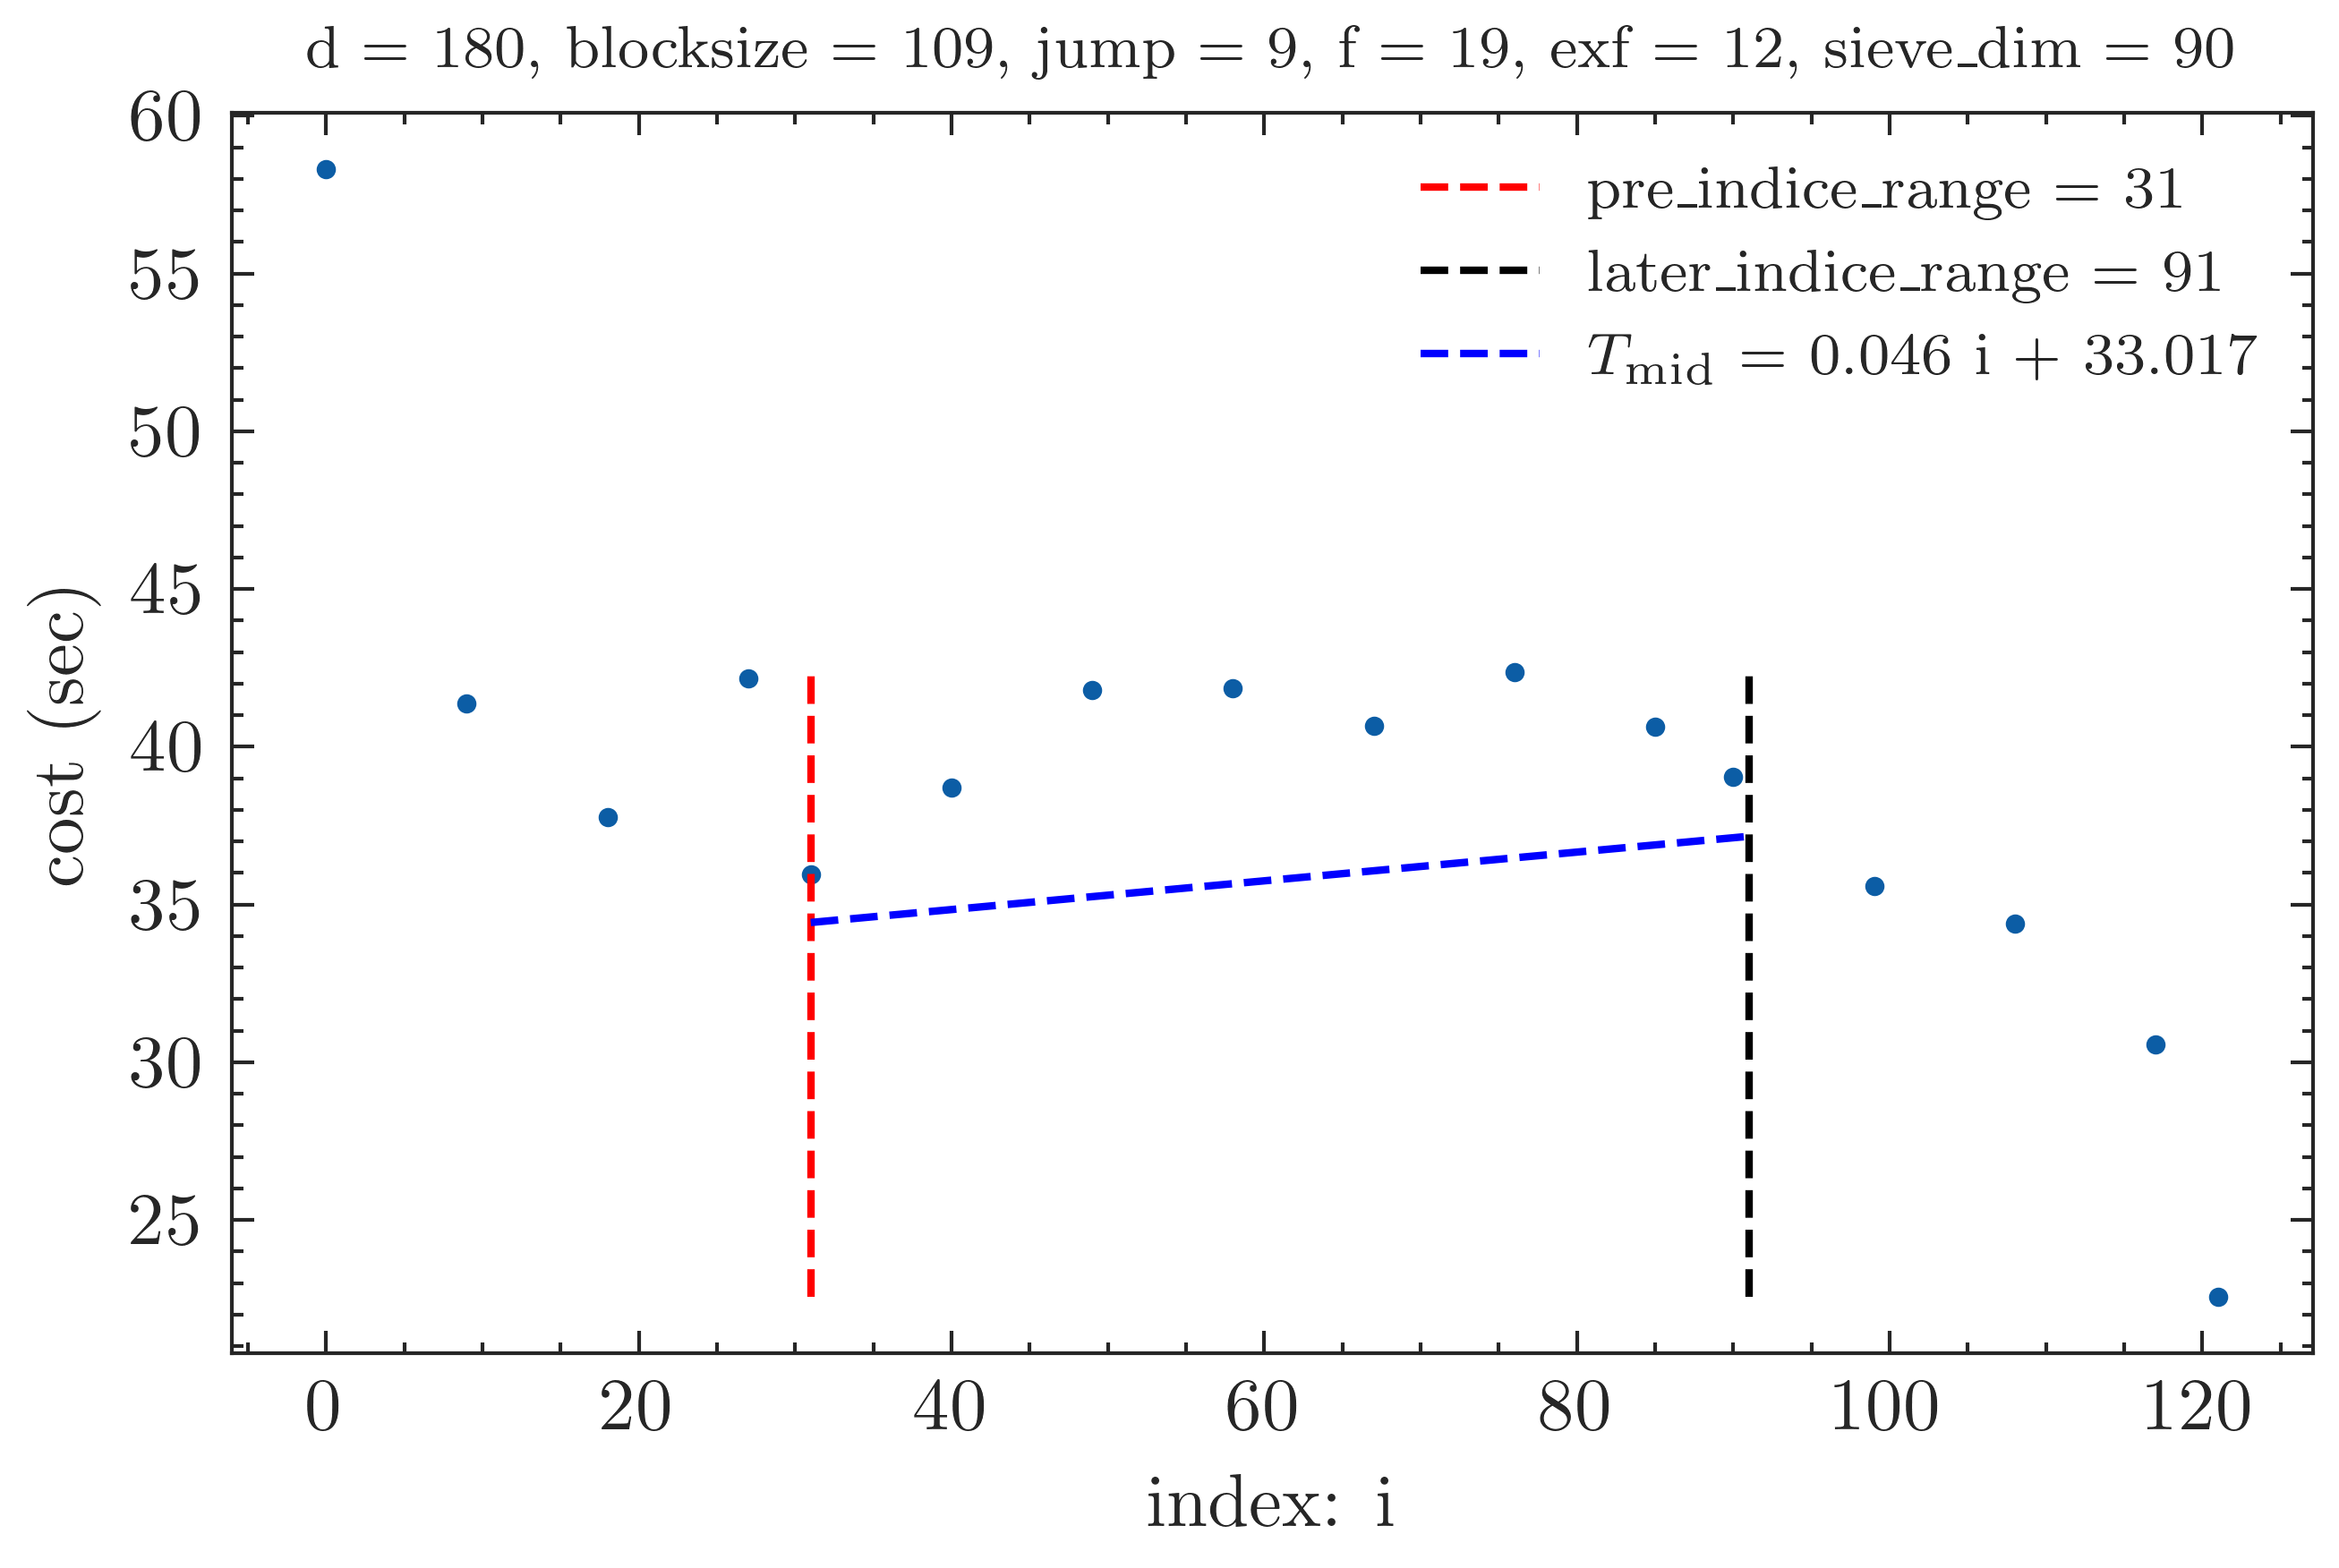 d = 180, blocksize = 109, jump = 9, f = 19, exf = 12, sieve_dim = 90
60
55
50
45
40
35
30
25
cost (sec)
pre_indice_range = 31
later_indice_range = 91
T_mid = 0.046 i + 33.017
0 20 40 60 80 100 120
index: i